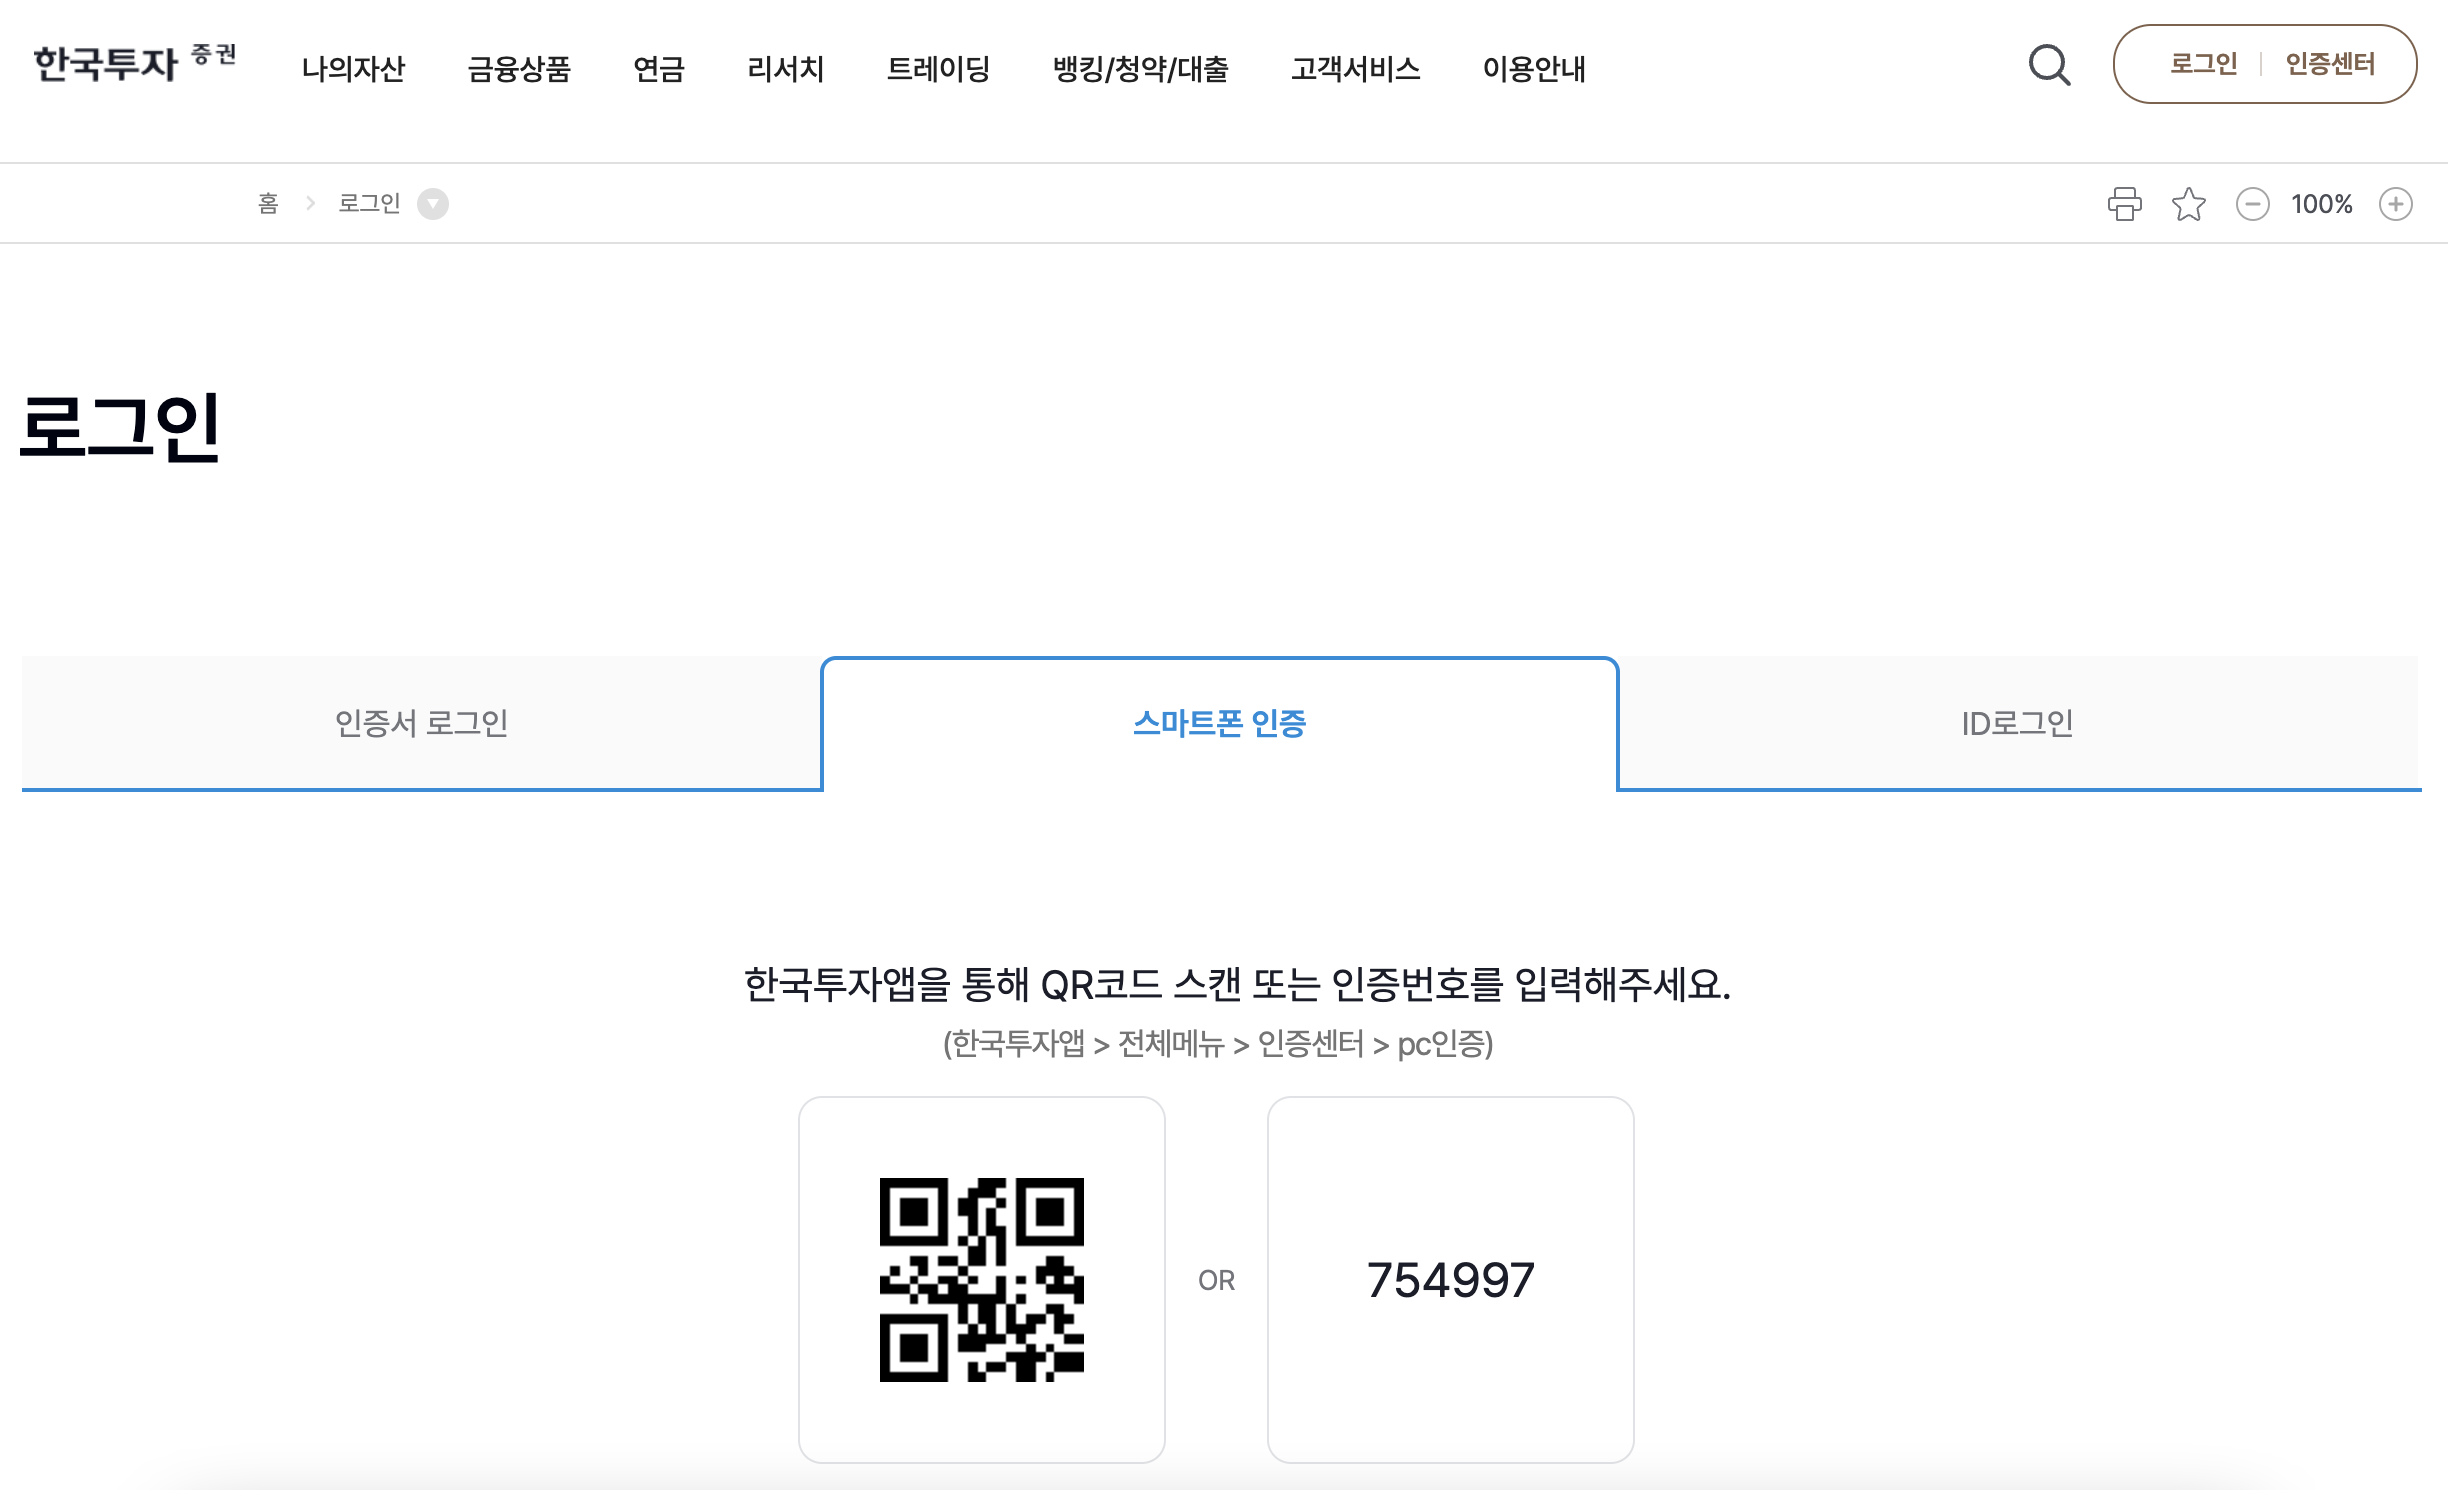 한국투자 증권
나의자산 금융상품 연금 리서치 트레이딩 뱅킹/청약/대출 고객서비스 이용안내
로그인 인증센터
홈 로그인
100%
로그인
인증서 로그인 스마트폰 인증 ID로그인
한국투자앱을 통해 QR코드 스캔 또는 인증번호를 입력해주세요.
(한국투자앱 > 전체메뉴 > 인증센터 > pc인증)
OR
754997